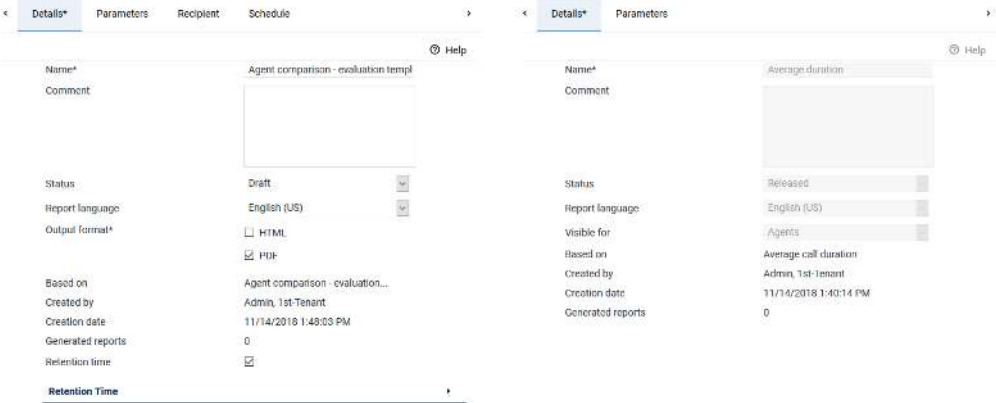 Details* Parameters Recipient Schedule
Help
Name* Agent comparison - evaluation templ
Comment
Status Draft
Report language English (US)
Output format* HTML
PDF
Based on Agent comparison - evaluation...
Created by Admin, 1st-Tenant
Creation date 11/14/2018 1:48:03 PM
Generated reports 0
Retention time
Retention Time
Details* Parameters
Help
Name* Average duration
Comment
Status Released
Report language English (US)
Visible for Agents
Based on Average call duration
Created by Admin, 1st-Tenant
Creation date 11/14/2018 1:40:14 PM
Generated reports 0